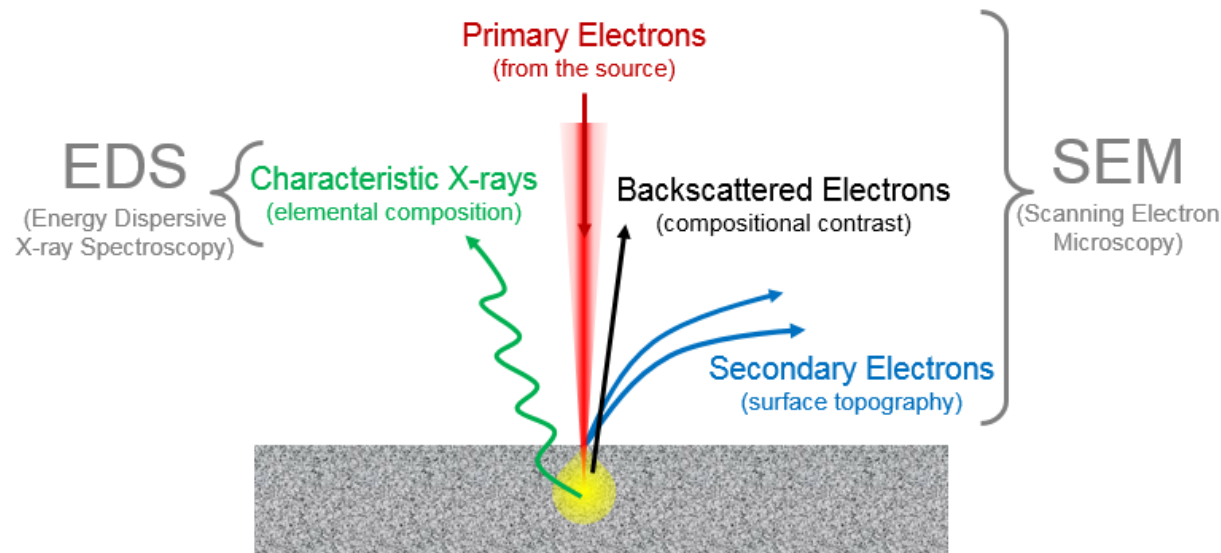 Primary Electrons
(from the source)
EDS
(Energy Dispersive
X-ray Spectroscopy)
Characteristic X-rays
(elemental composition)
Backscattered Electrons
(compositional contrast)
SEM
(Scanning Electron
Microscopy)
Secondary Electrons
(surface topography)